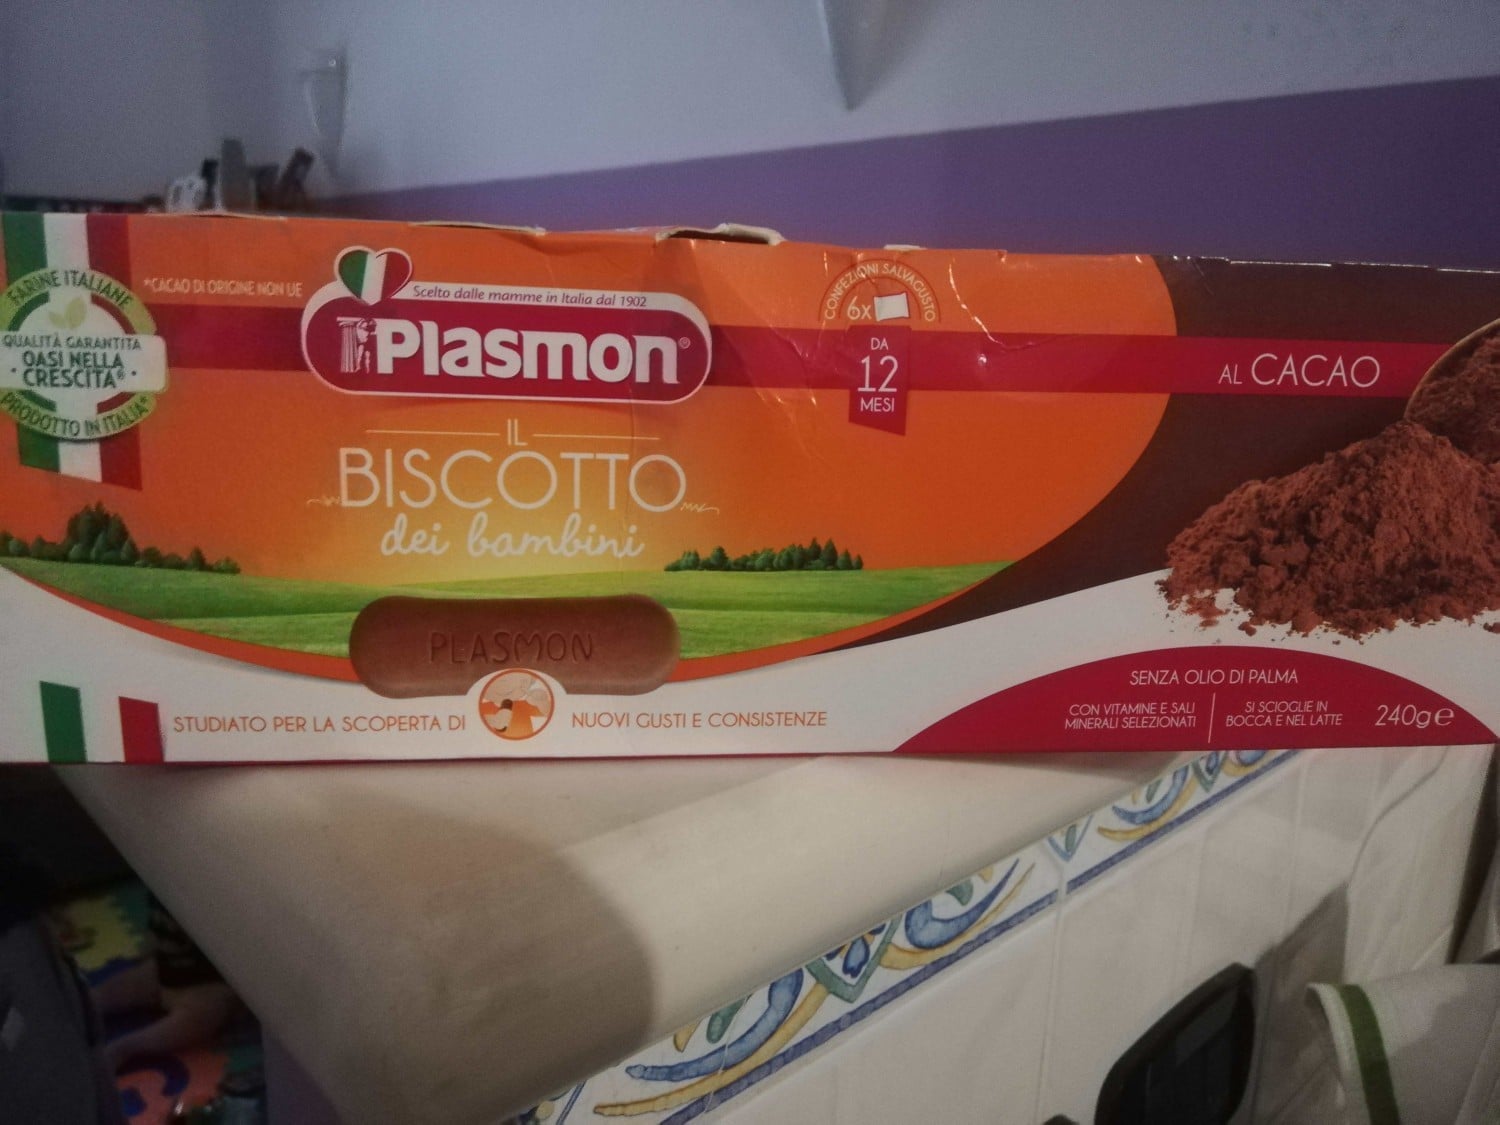 FARINE ITALIANE
QUALITÀ GARANTITA
OASI NELLA
CRESCITA®
PRODOTTO IN ITALIA*
*CACAO DI ORIGINE NON UE
Scelto dalle mamme in Italia dal 1902
Plasmon®
IL
BISCOTTO
dei bambini
CONFEZIONI SALVAGUSTO
6X
DA
12
MESI
AL CACAO
PLASMON
STUDIATO PER LA SCOPERTA DI NUOVI GUSTI E CONSISTENZE
SENZA OLIO DI PALMA
CON VITAMINE E SALI
MINERALI SELEZIONATI
SI SCIOGLIE IN
BOCCA E NEL LATTE
240g e